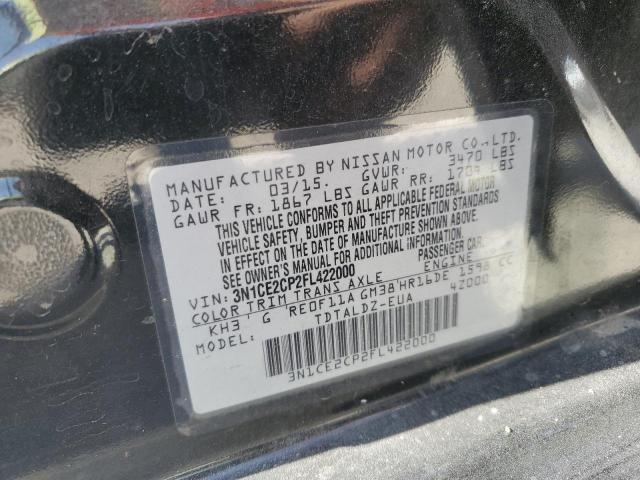 MANUFACTURED BY NISSAN MOTOR CO.,LTD.
DATE: 03/15. GVWR: 3470 LBS
GAWR FR: 1867 LBS GAWR RR: 1704 LBS
THIS VEHICLE CONFORMS TO ALL APPLICABLE FEDERAL MOTOR
VEHICLE SAFETY, BUMPER AND THEFT PREVENTION STANDARDS
IN EFFECT ON THE DATE OF MANUFACTURE SHOWN ABOVE.
SEE OWNER'S MANUAL FOR ADDITIONAL INFORMATION.
VIN: 3N1CE2CP2FL422000 PASSENGER CAR
COLOR TRIM TRANS AXLE ENGINE
KH3 G RE0F11A GM38 HR16DE 1598 CC
MODEL: TDTALDZ-EUA 4Z000
3N1CE2CP2FL422000